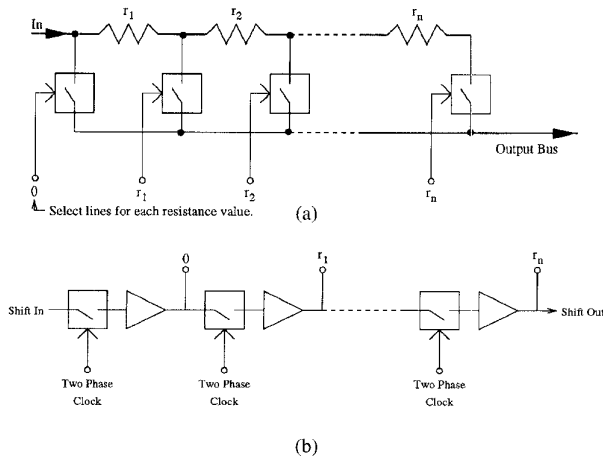 In
r1
r2
rn
0
r1
r2
rn
Output Bus
Select lines for each resistance value.
(a)
0
r1
rn
Shift In
Shift Out
Two Phase
Clock
Two Phase
Clock
Two Phase
Clock
(b)